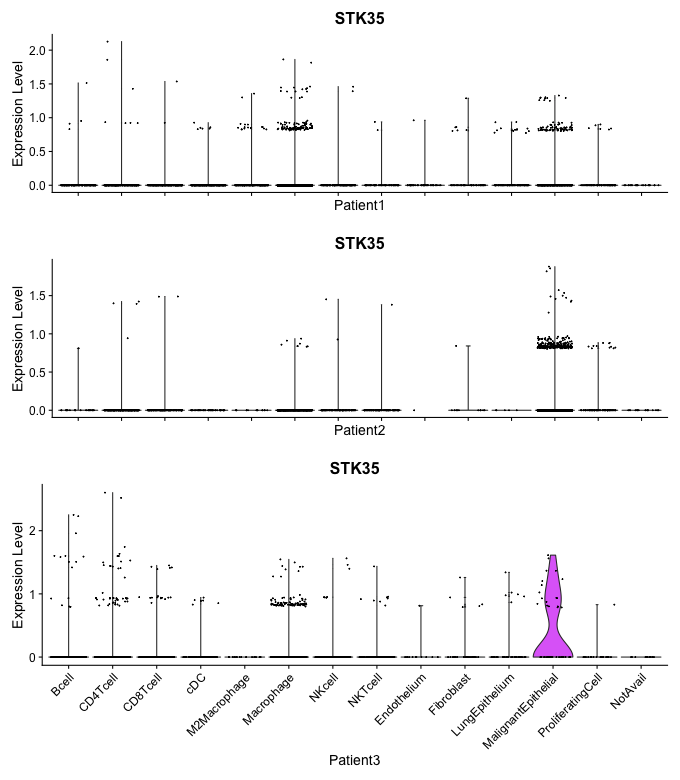 STK35
Expression Level
2.0
1.5
1.0
0.5
0.0
Patient1
STK35
Expression Level
1.5
1.0
0.5
0.0
Patient2
STK35
Expression Level
2
1
0
Bcell
CD4Tcell
CD8Tcell
cDC
M2Macrophage
Macrophage
NKcell
NKTcell
Endothelium
Fibroblast
LungEpithelium
MalignantEpithelial
ProliferatingCell
NotAvail
Patient3